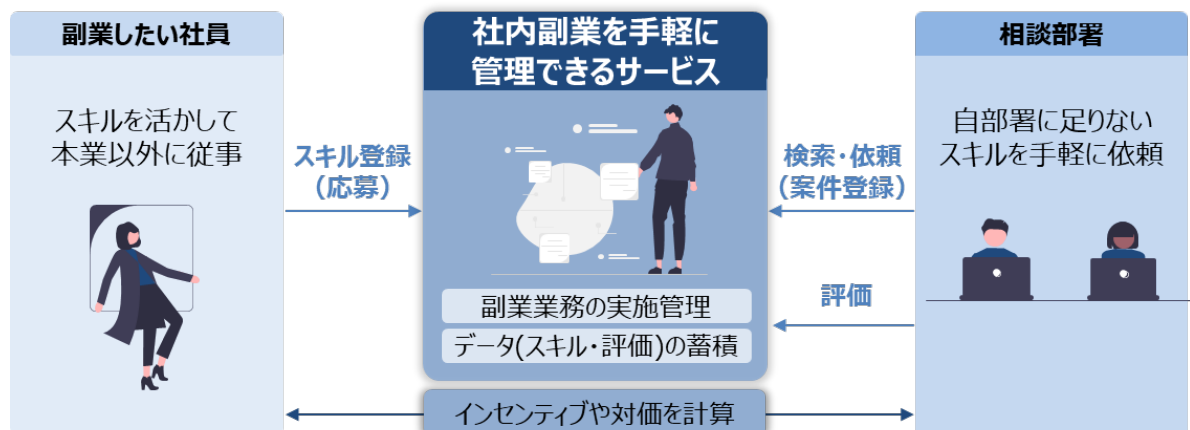 副業したい社員
スキルを活かして
本業以外に従事
スキル登録
（応募）
社内副業を手軽に
管理できるサービス
副業業務の実施管理
データ(スキル・評価)の蓄積
インセンティブや対価を計算
検索・依頼
（案件登録）
評価
相談部署
自部署に足りない
スキルを手軽に依頼